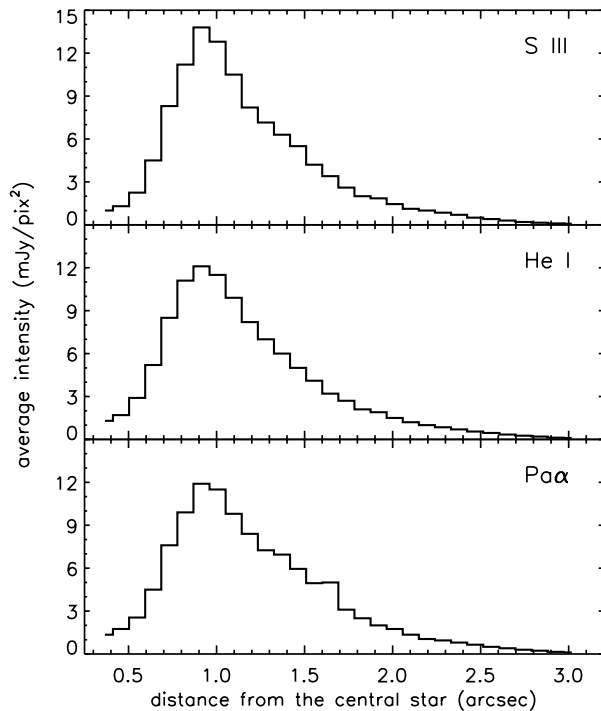 15
12
9
6
3
0
S III
12
9
6
3
0
He I
12
9
6
3
0
Paα
average intensity (mJy/pix²)
0.5 1.0 1.5 2.0 2.5 3.0
distance from the central star (arcsec)